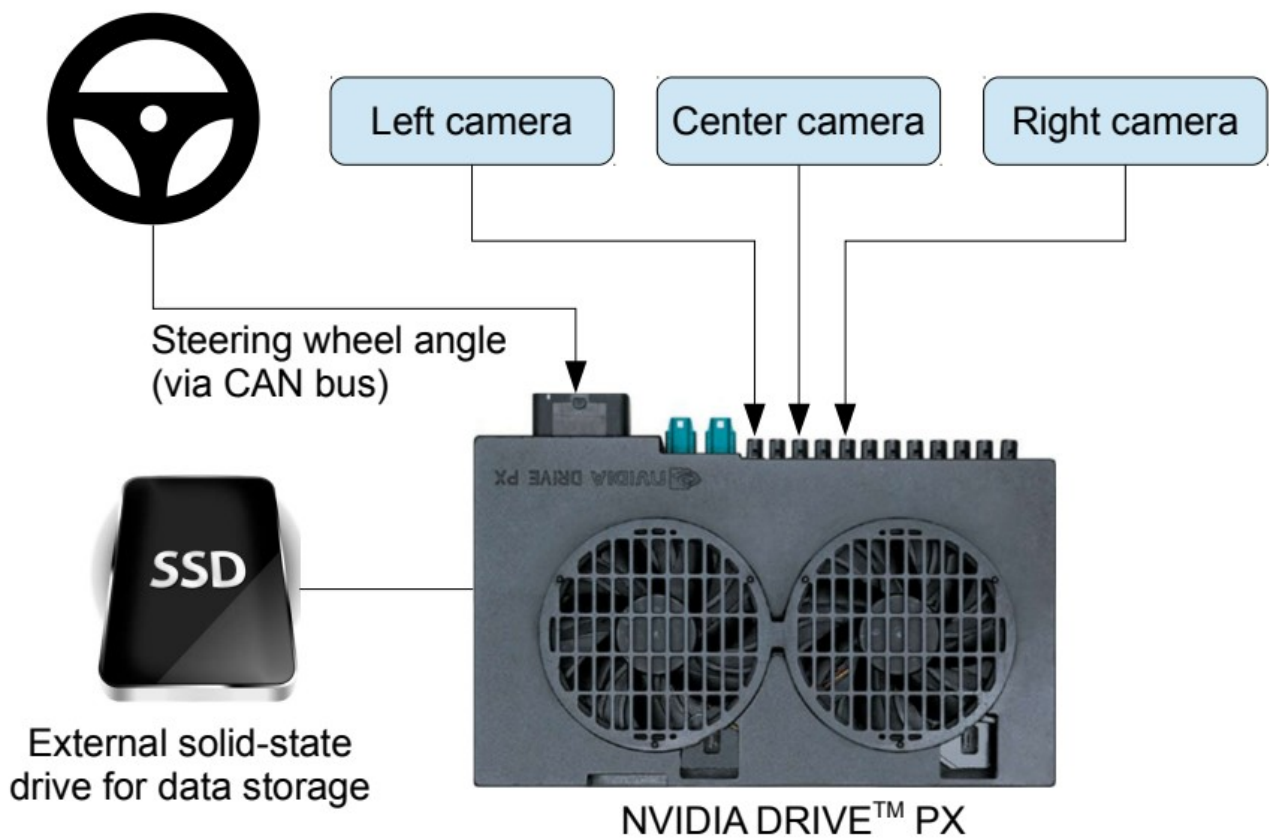 Left camera
Center camera
Right camera
Steering wheel angle
(via CAN bus)
NVIDIA DRIVE PX
SSD
External solid-state
drive for data storage
NVIDIA DRIVE™ PX